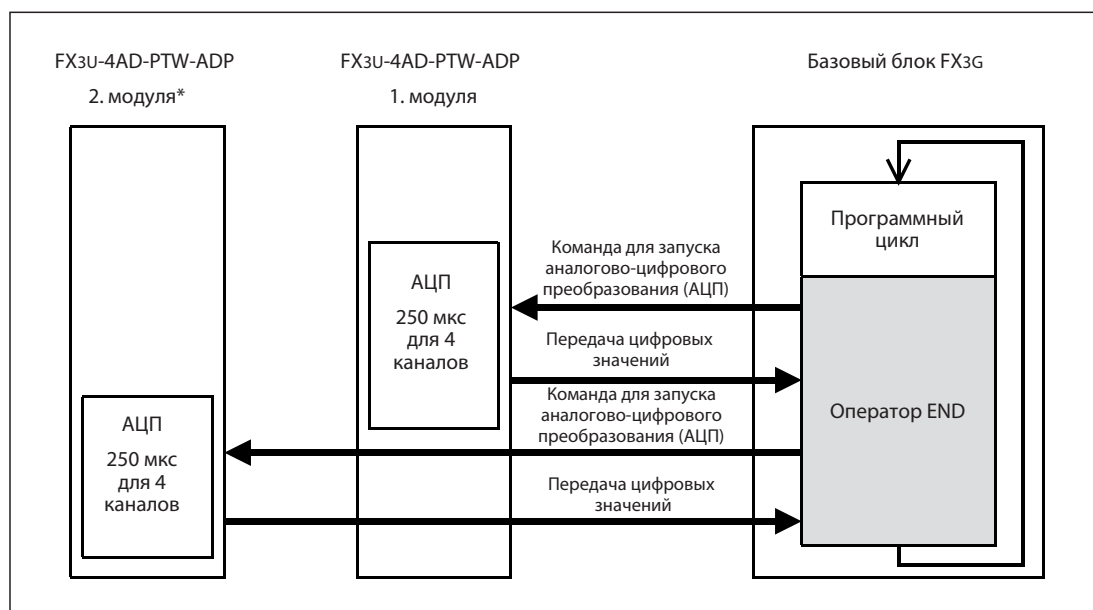 FX3U-4AD-PTW-ADP
2. модуля*
FX3U-4AD-PTW-ADP
1. модуля
Базовый блок FX3G
Программный
цикл
Команда для запуска
аналогово-цифрового
преобразования (АЦП)
АЦП
250 мкс
для 4
каналов
Передача цифровых
значений
Команда для запуска
аналогово-цифрового
преобразования (АЦП)
Оператор END
АЦП
250 мкс
для 4
каналов
Передача цифровых
значений